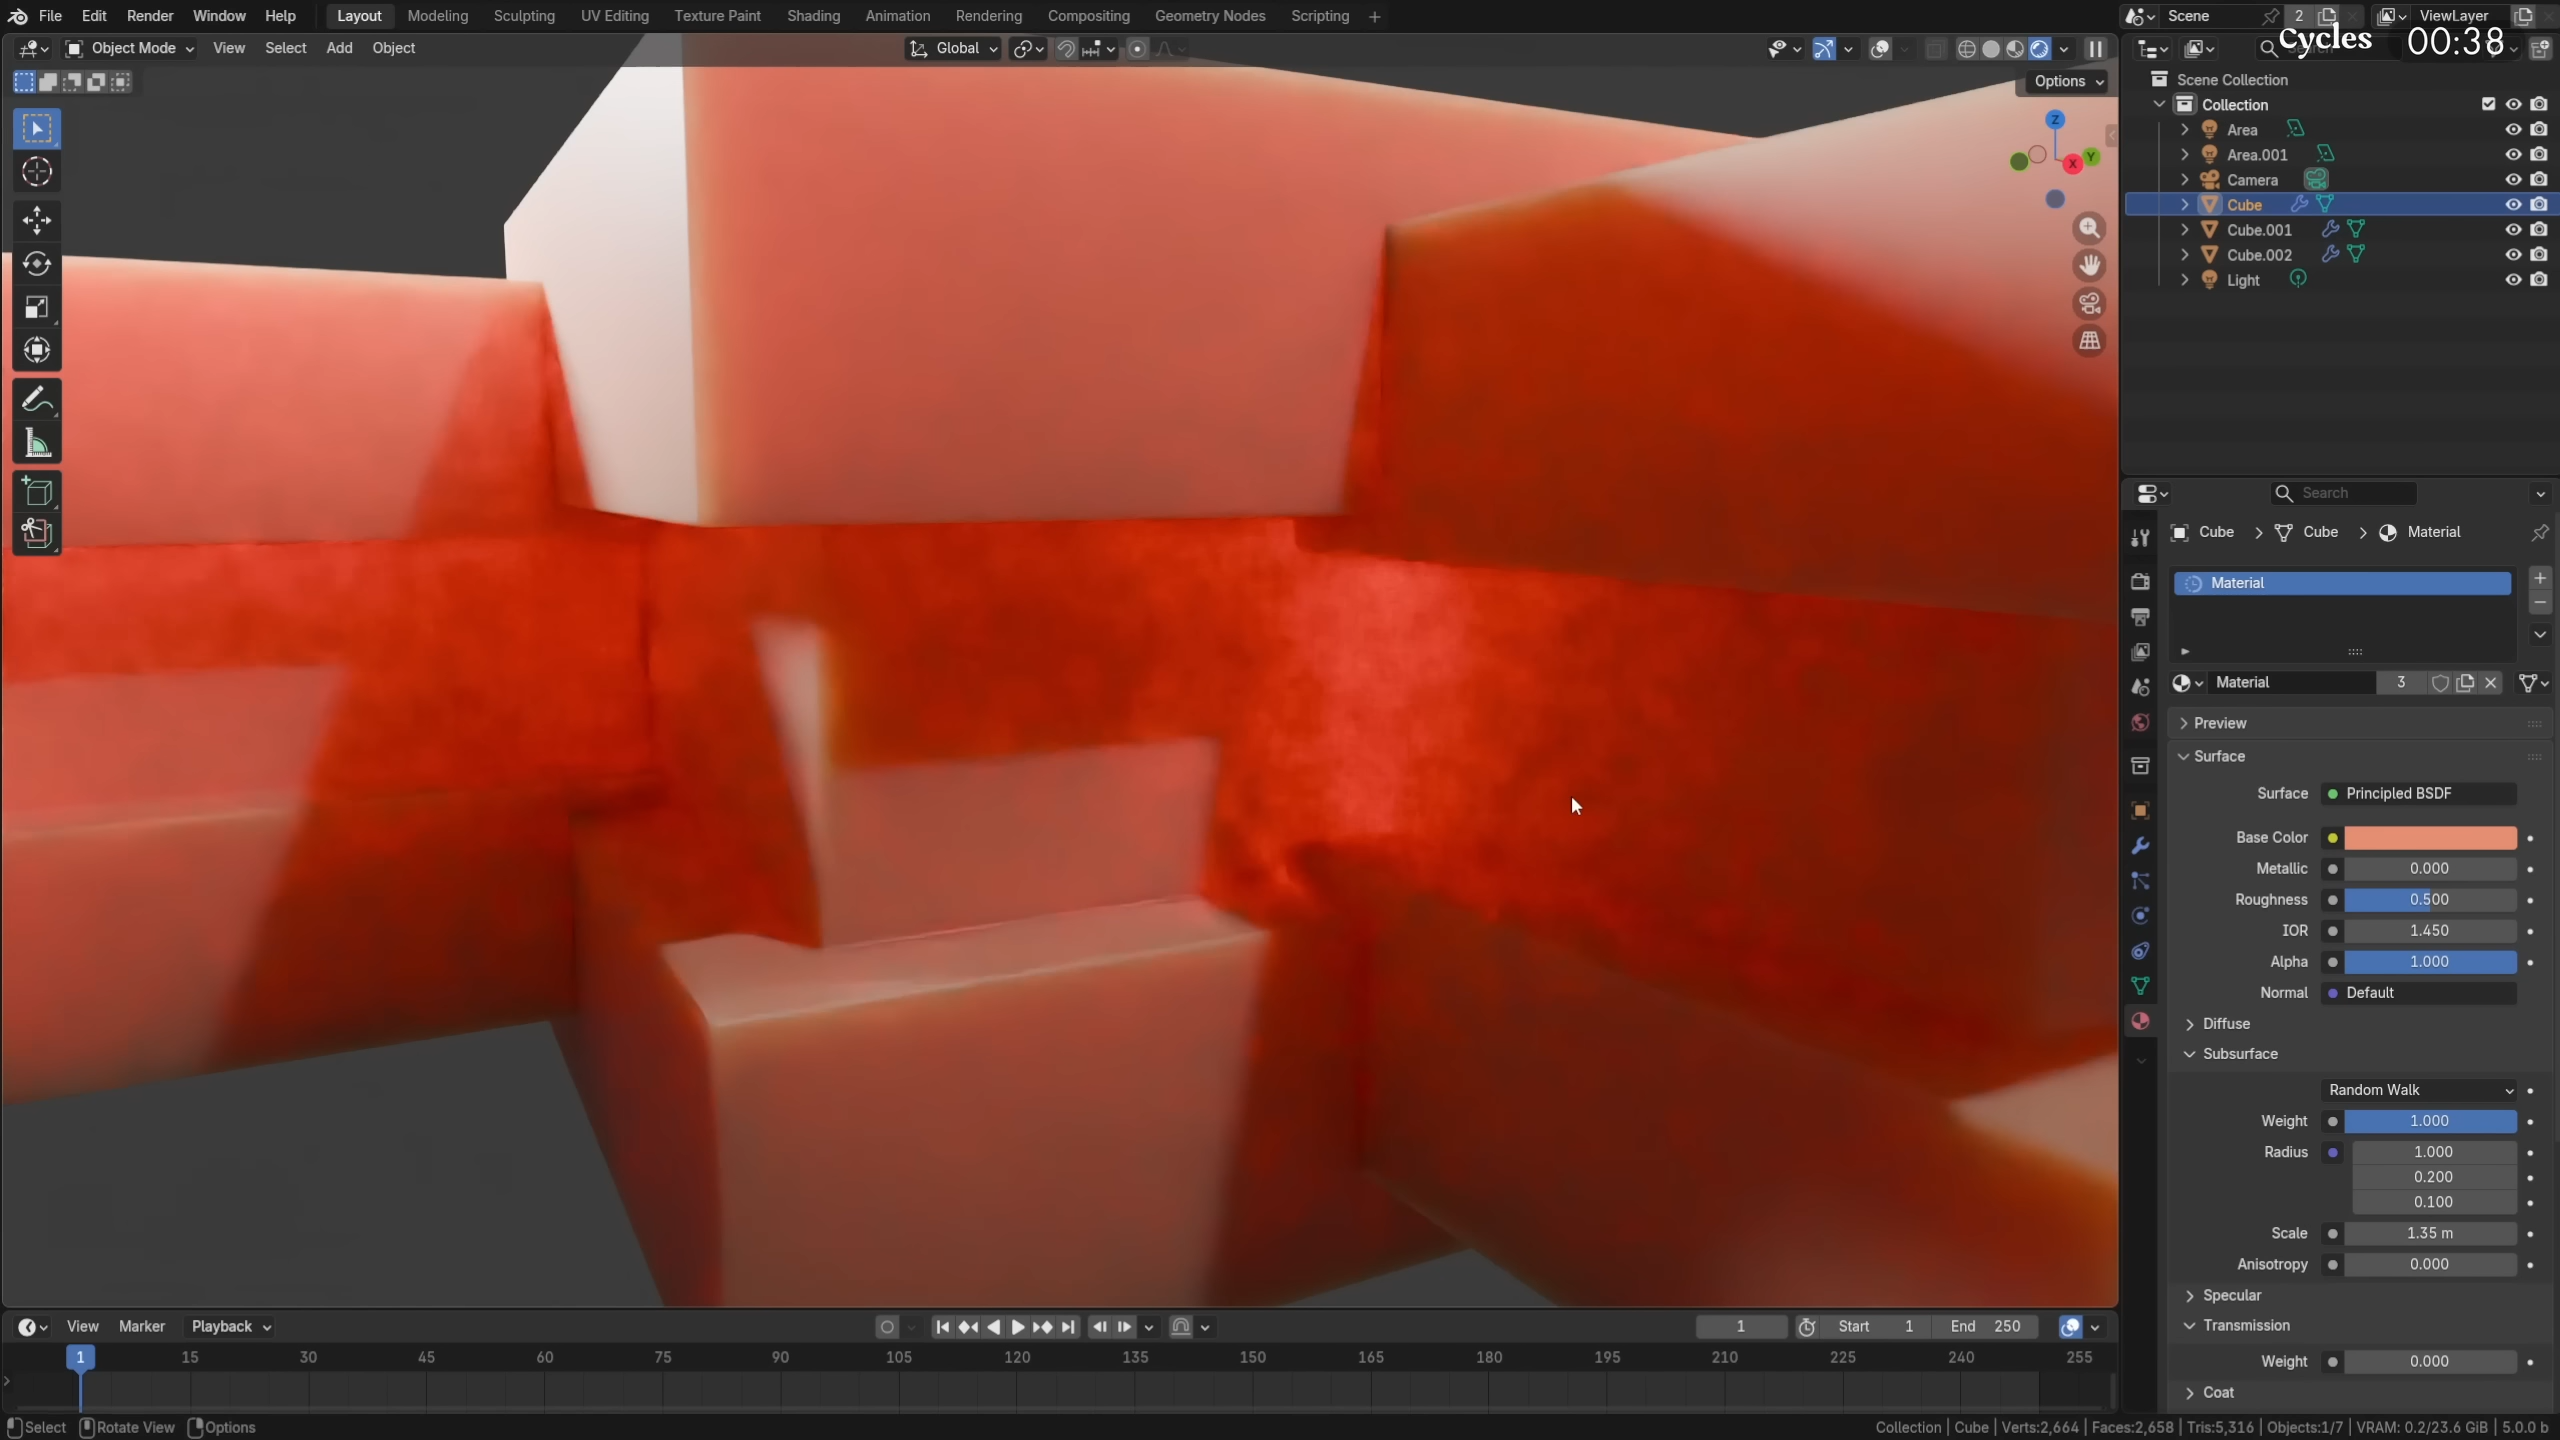 File Edit Render Window Help Layout Modeling Sculpting UV Editing Texture Paint Shading Animation Rendering Compositing Geometry Nodes Scripting + Scene 2 ViewLayer
Cycles 00:38
Object Mode View Select Add Object Global
Options
Scene Collection
Collection
Area
Area.001
Camera
Cube
Cube.001
Cube.002
Light
Z
X Y
Search
Cube > Cube > Material
Material
Material 3
Preview
Surface
Surface Principled BSDF
Base Color
Metallic 0.000
Roughness 0.500
IOR 1.450
Alpha 1.000
Normal Default
Diffuse
Subsurface
Random Walk
Weight 1.000
Radius 1.000
0.200
0.100
Scale 1.35 m
Anisotropy 0.000
Specular
Transmission
Weight 0.000
Coat
View Marker Playback 1 Start 1 End 250
1 15 30 45 60 75 90 105 120 135 150 165 180 195 210 225 240 255
Select Rotate View Options Collection | Cube | Verts:2,664 | Faces:2,658 | Tris:5,316 | Objects:1/7 | VRAM: 0.2/23.6 GiB | 5.0.0 b